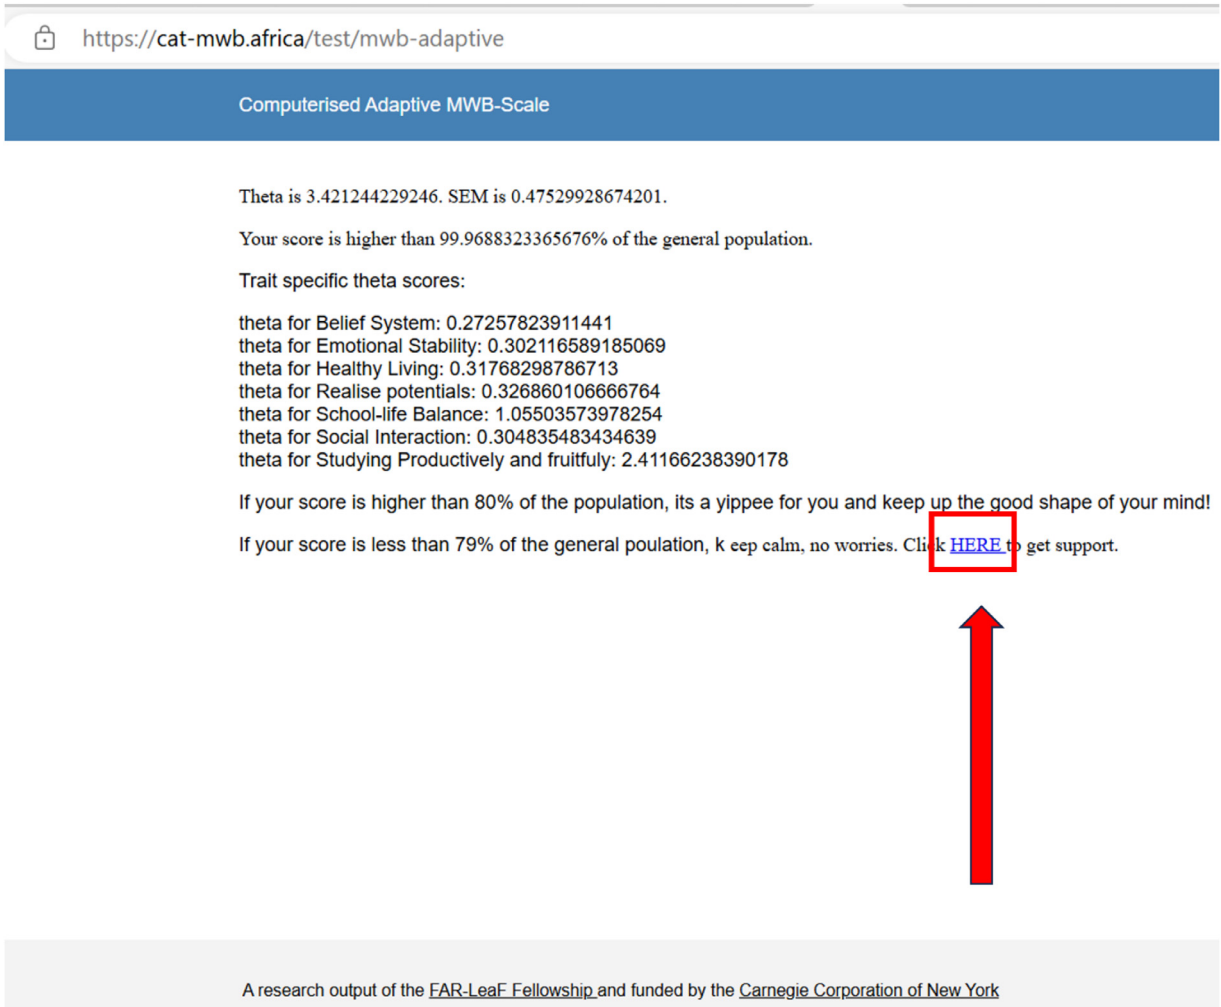 https://cat-mwb.africa/test/mwb-adaptive
Computerised Adaptive MWB-Scale
Theta is 3.421244229246. SEM is 0.47529928674201.
Your score is higher than 99.9688323365676% of the general population.
Trait specific theta scores:
theta for Belief System: 0.27257823911441
theta for Emotional Stability: 0.302116589185069
theta for Healthy Living: 0.31768298786713
theta for Realise potentials: 0.326860106666764
theta for School-life Balance: 1.05503573978254
theta for Social Interaction: 0.304835483434639
theta for Studying Productively and fruitfuly: 2.41166238390178
If your score is higher than 80% of the population, its a yippee for you and keep up the good shape of your mind!
If your score is less than 79% of the general poulation, k eep calm, no worries. Click HERE to get support.
A research output of the FAR-LeaF Fellowship and funded by the Carnegie Corporation of New York